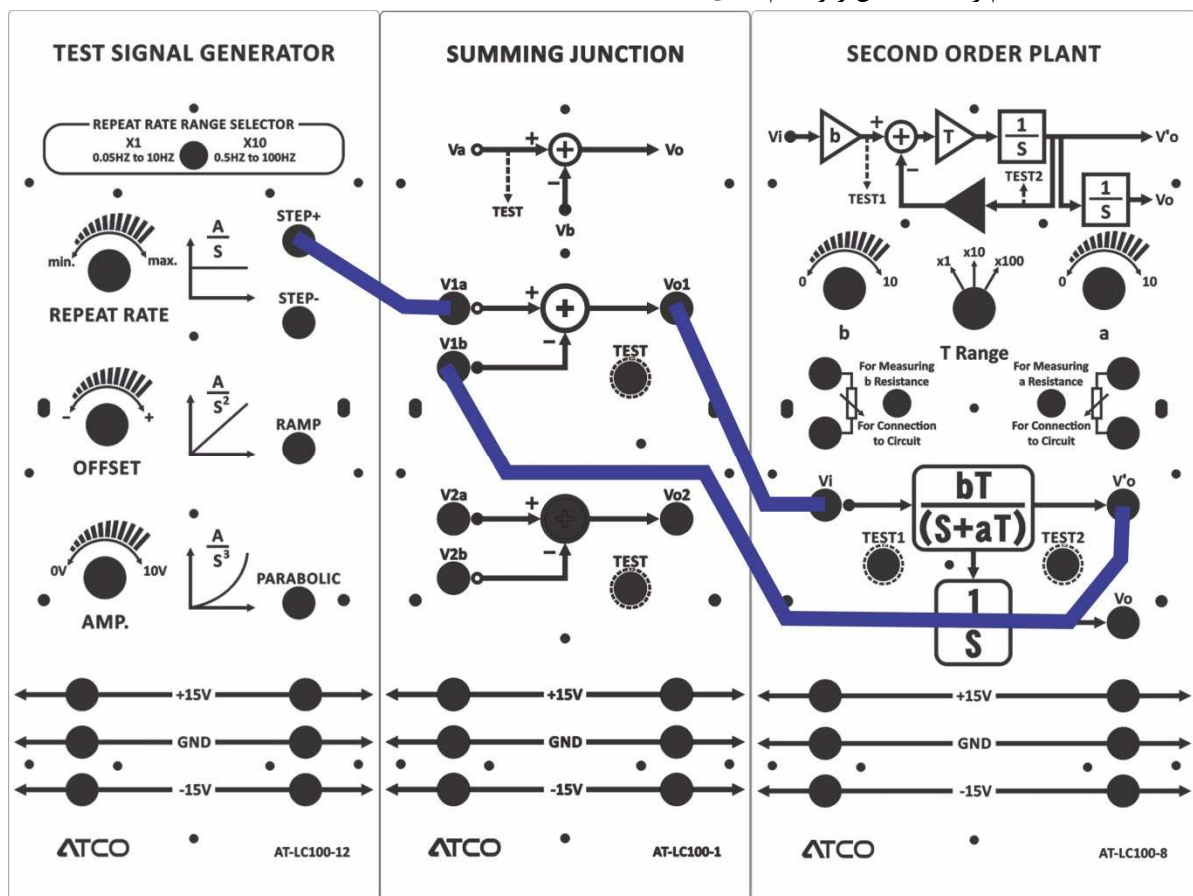 TEST SIGNAL GENERATOR
REPEAT RATE RANGE SELECTOR
X1
0.05HZ to 10HZ
X10
0.5HZ to 100HZ
STEP+
min.
max.
A
S
REPEAT RATE
STEP-
-
+
A
S2
RAMP
OFFSET
0V
10V
A
S3
PARABOLIC
AMP.
+15V
GND
-15V
ATCO
AT-LC100-12
SUMMING JUNCTION
Va
+
+
Vo
-
TEST
Vb
V1a
+
+
Vo1
V1b
-
TEST
V2a
+
+
Vo2
V2b
-
TEST
+15V
GND
-15V
ATCO
AT-LC100-1
SECOND ORDER PLANT
Vi
b
+
+
T
1
S
V'o
-
TEST1
TEST2
1
S
Vo
0
10
x1
x10
x100
0
10
b
T Range
a
For Measuring
b Resistance
For Connection
to Circuit
For Measuring
a Resistance
For Connection
to Circuit
Vi
bT
(S+aT)
V'o
TEST1
TEST2
1
S
Vo
+15V
GND
-15V
ATCO
AT-LC100-8